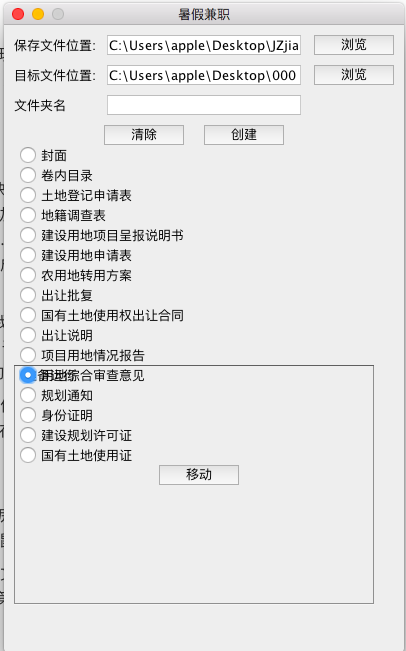 暑假兼职
保存文件位置: C:\Users\apple\Desktop\JZjia 浏览
目标文件位置: C:\Users\apple\Desktop\000 浏览
文件夹名
清除 创建
封面
卷内目录
土地登记申请表
地籍调查表
建设用地项目呈报说明书
建设用地申请表
农用地转用方案
出让批复
国有土地使用权出让合同
出让说明
项目用地情况报告
综合审查意见
规划通知
身份证明
建设规划许可证
国有土地使用证
移动